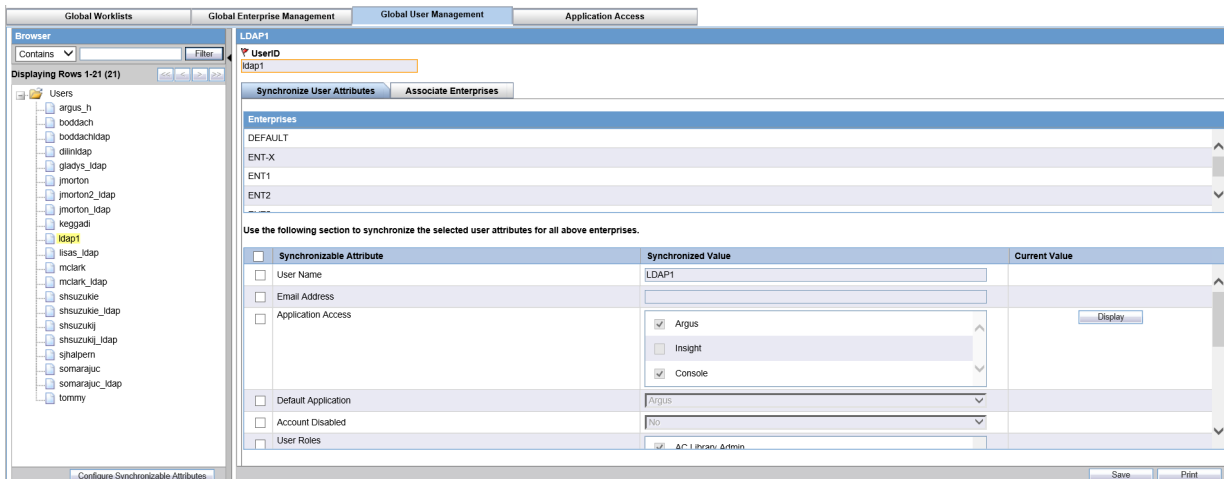 Global Worklists
Global Enterprise Management
Global User Management
Application Access
Browser
Contains
Filter
Displaying Rows 1-21 (21)
<< < > >>
Users
argus_h
boddach
boddachldap
dilinldap
gladys_ldap
jmorton
jmorton2_ldap
jmorton_ldap
keggadi
ldap1
lisas_ldap
mclark
mclark_ldap
shsuzukie
shsuzukie_ldap
shsuzukij
shsuzukij_ldap
sjhalpern
somarajuc
somarajuc_ldap
tommy
Configure Synchronizable Attributes
LDAP1
UserID
ldap1
Synchronize User Attributes
Associate Enterprises
Enterprises
DEFAULT
ENT-X
ENT1
ENT2
Use the following section to synchronize the selected user attributes for all above enterprises.
Synchronizable Attribute Synchronized Value Current Value
User Name LDAP1
Email Address
Application Access Argus Display
Insight
Console
Default Application Argus
Account Disabled No
User Roles AC Library Admin
Save Print